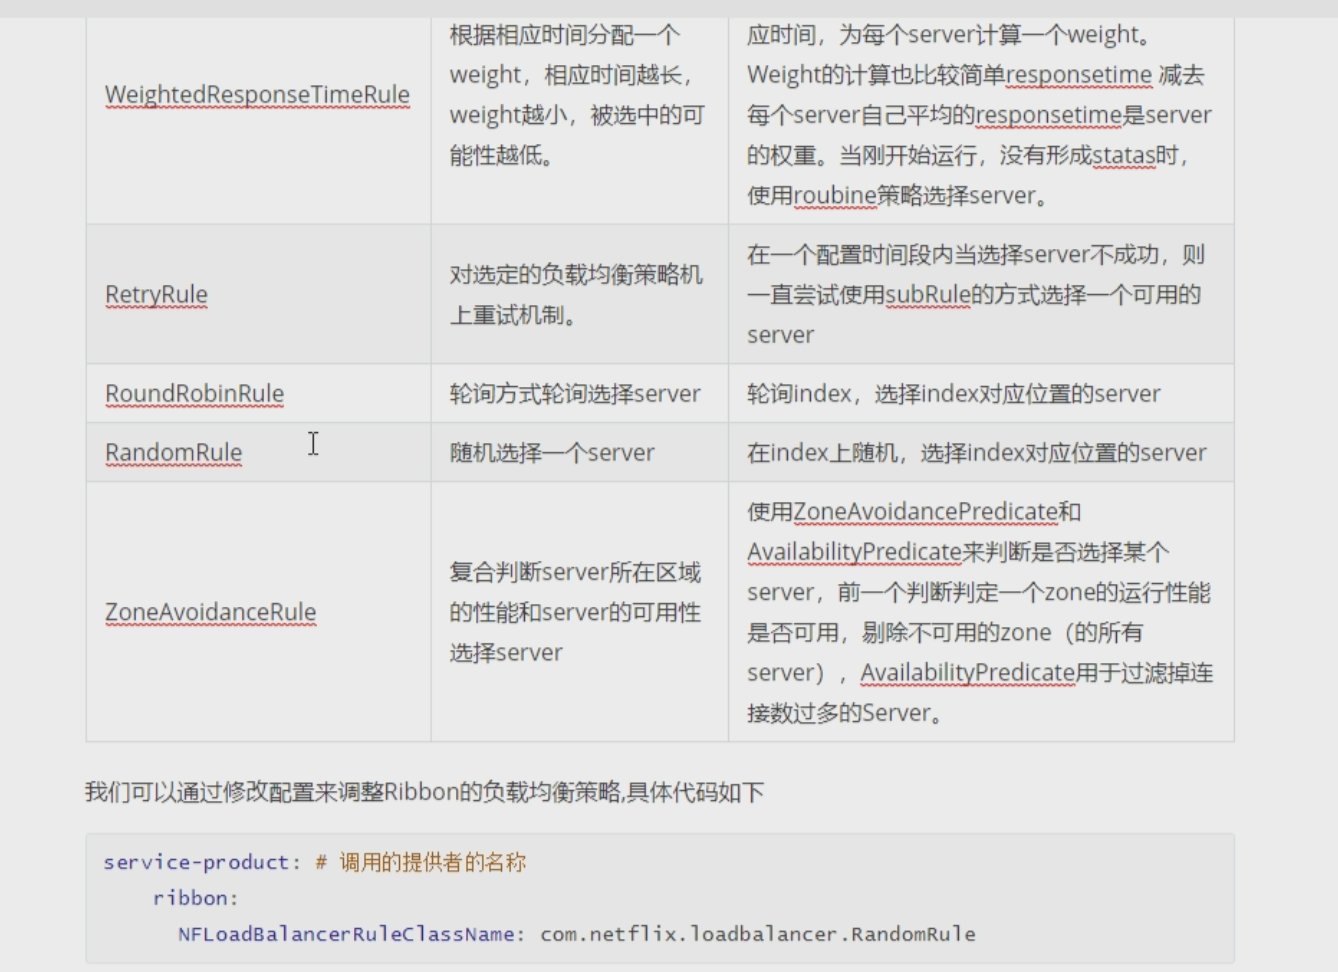 WeightedResponseTimeRule
根据相应时间分配一个
weight，相应时间越长，
weight越小，被选中的可
能性越低。
应时间，为每个server计算一个weight。
Weight的计算也比较简单responsetime 减去
每个server自己平均的responsetime是server
的权重。当刚开始运行，没有形成statas时，
使用roubine策略选择server。
RetryRule
对选定的负载均衡策略机
上重试机制。
在一个配置时间段内当选择server不成功，则
一直尝试使用subRule的方式选择一个可用的
server
RoundRobinRule
轮询方式轮询选择server
轮询index，选择index对应位置的server
RandomRule
随机选择一个server
在index上随机，选择index对应位置的server
ZoneAvoidanceRule
复合判断server所在区域
的性能和server的可用性
选择server
使用ZoneAvoidancePredicate和
AvailabilityPredicate来判断是否选择某个
server，前一个判断判定一个zone的运行性能
是否可用，剔除不可用的zone（的所有
server），AvailabilityPredicate用于过滤掉连
接数过多的Server。
我们可以通过修改配置来调整Ribbon的负载均衡策略,具体代码如下
service-product: # 调用的提供者的名称
ribbon:
NFLoadBalancerRuleClassName: com.netflix.loadbalancer.RandomRule